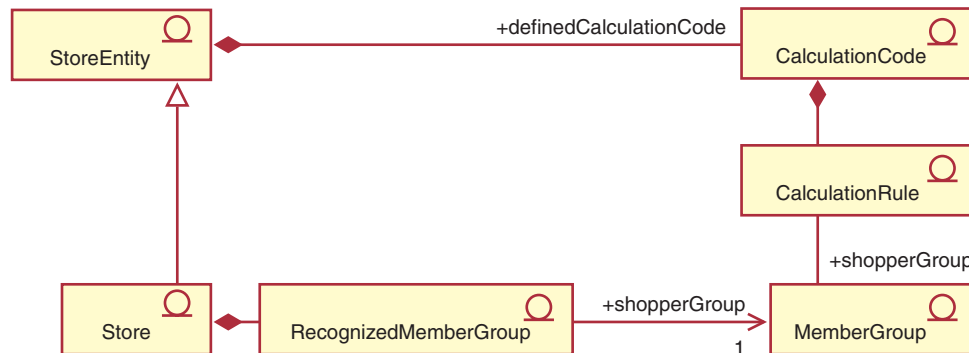 StoreEntity
+definedCalculationCode
CalculationCode
CalculationRule
+shopperGroup
Store
RecognizedMemberGroup
+shopperGroup
1
MemberGroup